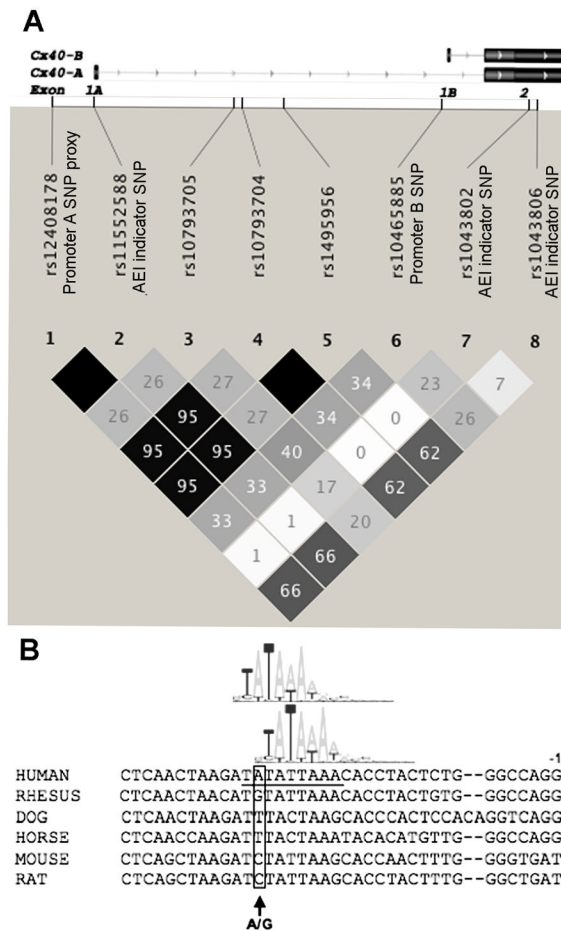 A
Cx40-B
Cx40-A
Exon 1A 1B 2
rs12408178
Promoter A SNP proxy
rs11552588
AEI indicator SNP
rs10793705
rs10793704
rs1495956
rs10465885
Promoter B SNP
rs1043802
AEI indicator SNP
rs1043806
AEI indicator SNP
1 2 3 4 5 6 7 8
26 27 34 23 7
26 95 27 34 0 26
95 95 40 0 62
95 33 17 62
33 1 20
1 66
66
B
-1
HUMAN CTCAACTAAGATATATTAAACACCTACTCTG--GGCCAGG
RHESUS CTCAACTAACATGTATTAAACACCTACTGTG--GGCCAGG
DOG CTCAACTAAGATTTACTAAGCACCCACTCCACAGGTCAGG
HORSE CTCAACCAAGATTTACTAAATACACATGTTG--GGCCAGG
MOUSE CTCAGCTAAGATCTATTAAGCACCAACTTTG--GGGTGAT
RAT CTCAGCTAAGATCTATTAAGCACCTACTTTG--GGCTGAT
A/G